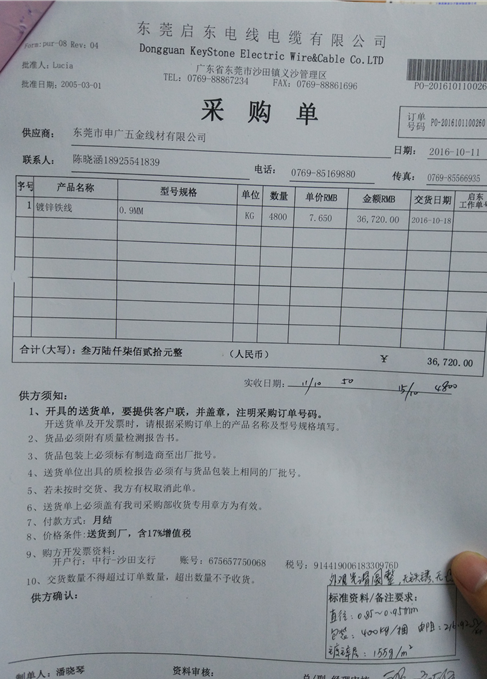 Form:pur-08 Rev: 04
批准人: Lucia
批准日期: 2005-03-01
东莞启东电线电缆有限公司
Dongguan KeyStone Electric Wire&Cable Co.LTD
广东省东莞市沙田镇义沙管理区
TEL: 0769-88867234 FAX: 0769-88861696
PO-2016101100260
采购单
订单号码 PO-2016101100260
供应商: 东莞市申广五金线材有限公司
日期: 2016-10-11
联系人: 陈晓涵18925541839 电话: 0769-85169880 传真: 0769-85566935
序号 产品名称 型号规格 单位 数量 单价RMB 金额RMB 交货日期 启东工作单号
1 镀锌铁线 0.9MM KG 4800 7.650 36,720.00 2016-10-18
合计(大写): 叁万陆仟柒佰贰拾元整 (人民币) ¥ 36,720.00
实收日期: 11/10 50 15/10 4800
供方须知:
1、开具的送货单，要提供客户联，并盖章，注明采购订单号码。
开送货单及开发票时，请根据采购订单上的产品名称及型号规格填写。
2、货品必须附有质量检测报告书。
3、货品包装上必须标有制造商至出厂批号。
4、送货单位出具的质检报告必须有与货品包装上相同的厂批号。
5、若未按时交货、我方有权取消此单。
6、送货单上必须盖有我司采购部收货专用章方为有效。
7、付款方式: 月结
8、价格条件: 送货到厂，含17%增值税
9、购方开发票资料:
开户行: 中行-沙田支行 账号: 675657750068 税号: 91441900618330976D
10、交货数量不得超过订单数量，超出数量不予收货.
供方确认:
外观光滑圆整,无
标准资料/备注要求:
直径: 0.85~0.95mm
包装: 400KG/捆
155g/m²
制单人: 潘晓琴 资料审核: